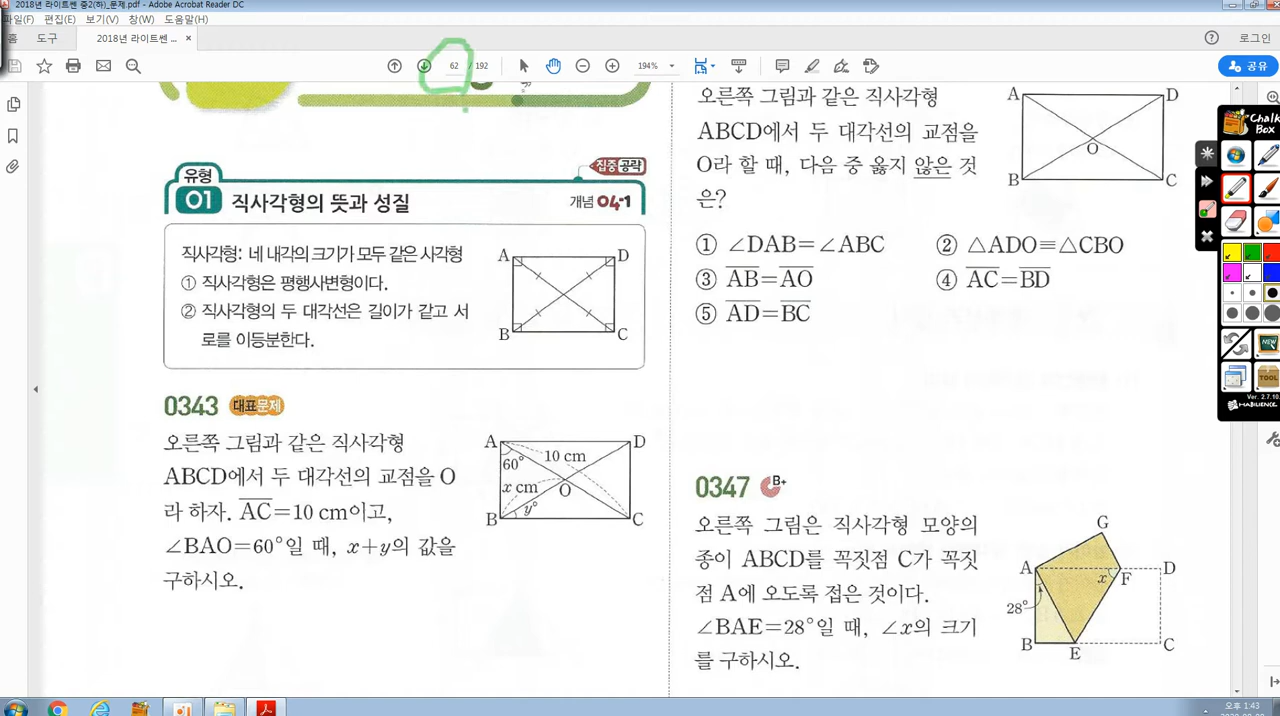 2018년 라이트쎈 중2(하)_문제.pdf - Adobe Acrobat Reader DC
파일(F) 편집(E) 보기(V) 창(W) 도움말(H)
홈 도구 2018년 라이트쎈 ... × 로그인
62 / 192 194% 공유
유형
01 직사각형의 뜻과 성질
집중 공략
개념 04-1
직사각형: 네 내각의 크기가 모두 같은 사각형
① 직사각형은 평행사변형이다.
② 직사각형의 두 대각선은 길이가 같고 서
로를 이등분한다.
A D
B C
0343 대표문제
오른쪽 그림과 같은 직사각형
ABCD에서 두 대각선의 교점을 O
라 하자. AC=10 cm이고,
∠BAO=60°일 때, x+y의 값을
구하시오.
A D
60° 10 cm
x cm O
y°
B C
오른쪽 그림과 같은 직사각형
ABCD에서 두 대각선의 교점을
O라 할 때, 다음 중 옳지 않은 것
은?
A D
O
B C
① ∠DAB=∠ABC ② △ADO≡△CBO
③ AB=AO ④ AC=BD
⑤ AD=BC
0347 B+
오른쪽 그림은 직사각형 모양의
종이 ABCD를 꼭짓점 C가 꼭짓
점 A에 오도록 접은 것이다.
∠BAE=28°일 때, ∠x의 크기
를 구하시오.
G
A x F D
28°
B E C
Chalk
Box
NEW
TOOL
Ver. 2.7.10.
HABILIENCE
오후 1:43